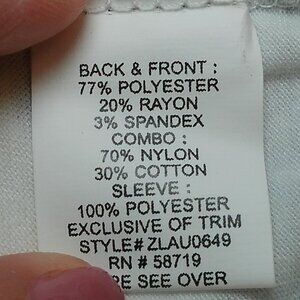 BACK & FRONT :
77% POLYESTER
20% RAYON
3% SPANDEX
COMBO :
70% NYLON
30% COTTON
SLEEVE :
100% POLYESTER
EXCLUSIVE OF TRIM
STYLE# ZLAU0649
RN # 58719
SEE OVER